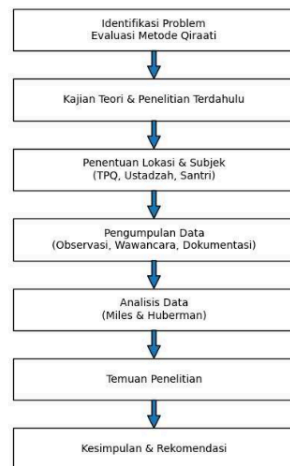 Identifikasi Problem
Evaluasi Metode Qiraati
Kajian Teori & Penelitian Terdahulu
Penentuan Lokasi & Subjek
(TPQ, Ustadzah, Santri)
Pengumpulan Data
(Observasi, Wawancara, Dokumentasi)
Analisis Data
(Miles & Huberman)
Temuan Penelitian
Kesimpulan & Rekomendasi